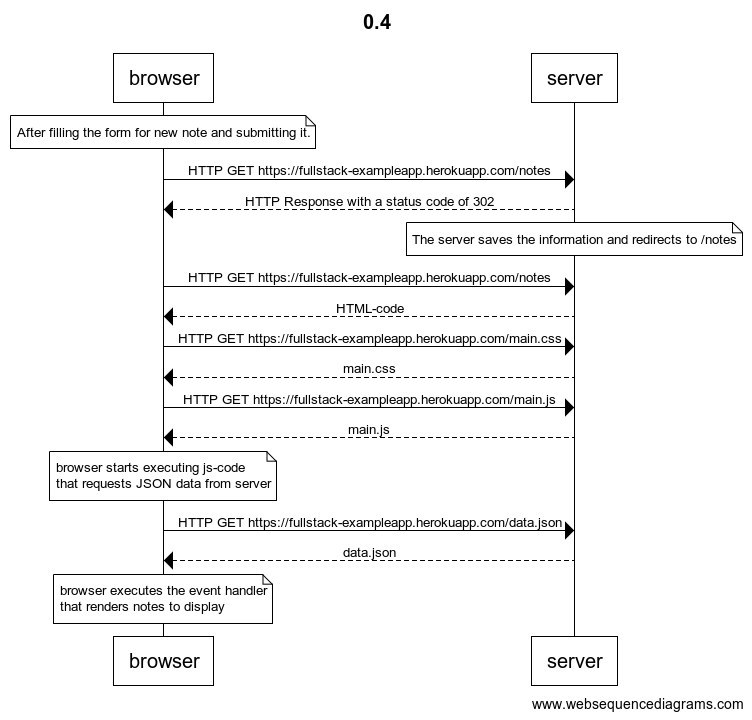 0.4
browser
server
After filling the form for new note and submitting it.
HTTP GET https://fullstack-exampleapp.herokuapp.com/notes
HTTP Response with a status code of 302
The server saves the information and redirects to /notes
HTTP GET https://fullstack-exampleapp.herokuapp.com/notes
HTML-code
HTTP GET https://fullstack-exampleapp.herokuapp.com/main.css
main.css
HTTP GET https://fullstack-exampleapp.herokuapp.com/main.js
main.js
browser starts executing js-code
that requests JSON data from server
HTTP GET https://fullstack-exampleapp.herokuapp.com/data.json
data.json
browser executes the event handler
that renders notes to display
browser
server
www.websequencediagrams.com